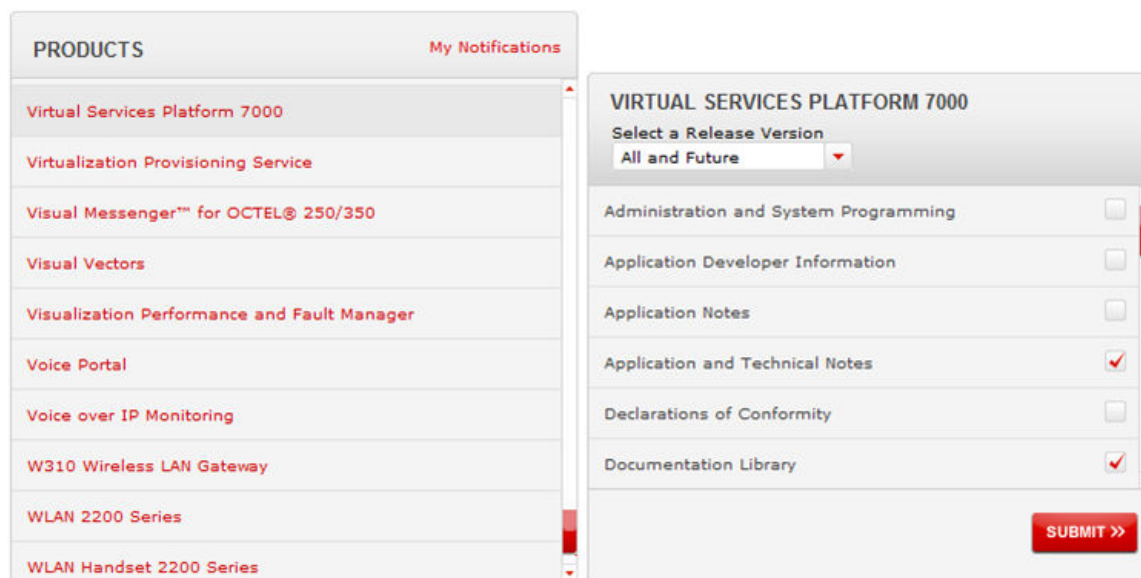 PRODUCTS
My Notifications
Virtual Services Platform 7000
Virtualization Provisioning Service
Visual Messenger™ for OCTEL® 250/350
Visual Vectors
Visualization Performance and Fault Manager
Voice Portal
Voice over IP Monitoring
W310 Wireless LAN Gateway
WLAN 2200 Series
WLAN Handset 2200 Series
VIRTUAL SERVICES PLATFORM 7000
Select a Release Version
All and Future
Administration and System Programming
Application Developer Information
Application Notes
Application and Technical Notes
Declarations of Conformity
Documentation Library
SUBMIT >>